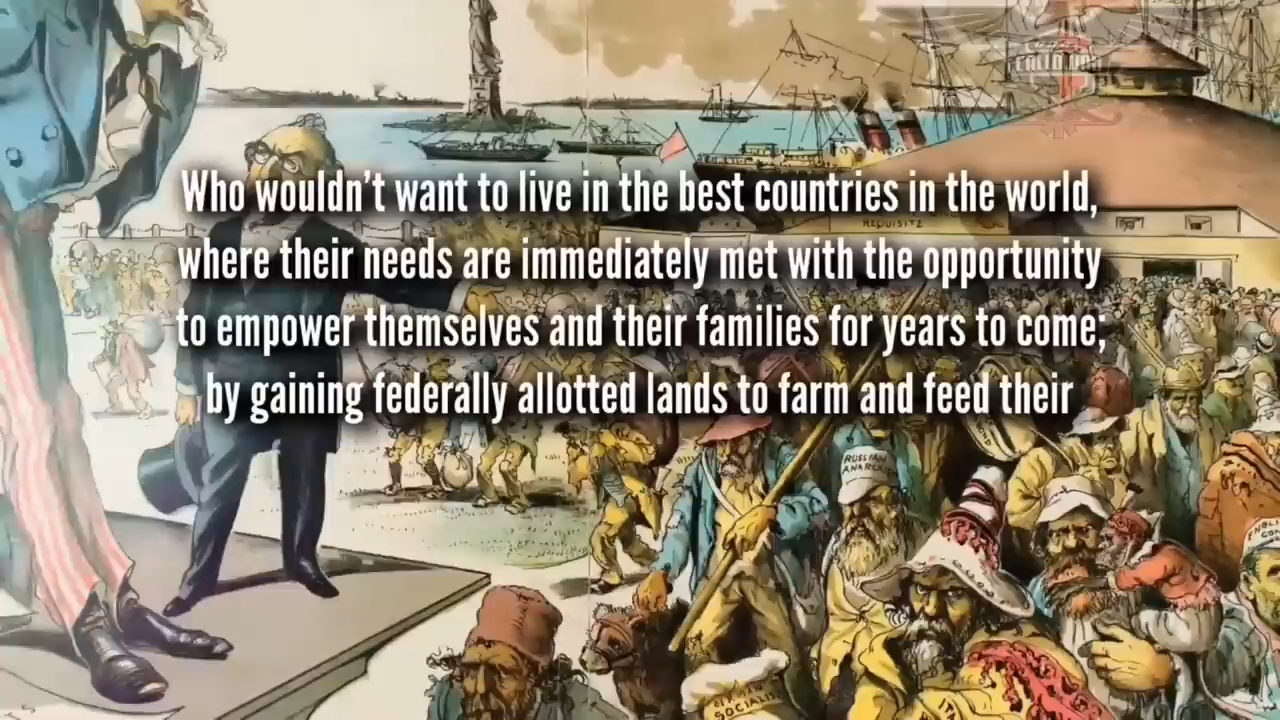 Who wouldn't want to live in the best countries in the world,
where their needs are immediately met with the opportunity
to empower themselves and their families for years to come;
by gaining federally allotted lands to farm and feed their
RUSSIAN
ANARCHIST
GERMAN
SOCIALIST